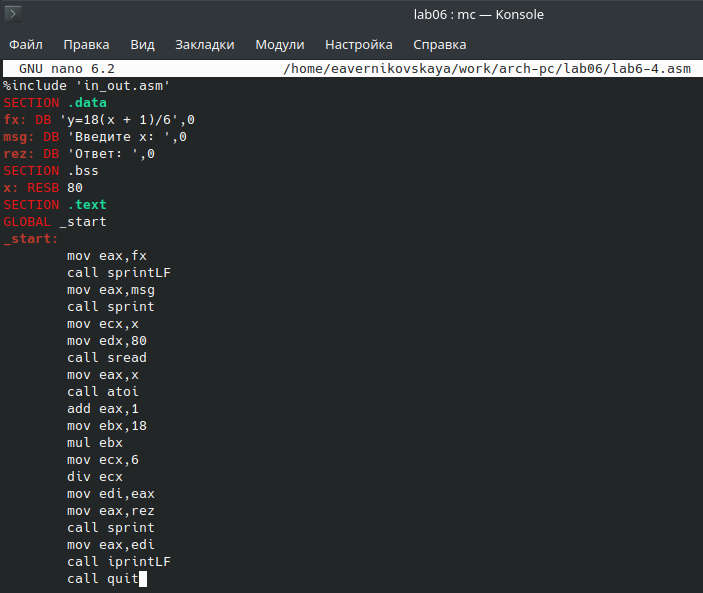 lab06 : mc — Konsole
Файл Правка Вид Закладки Модули Настройка Справка
GNU nano 6.2 /home/eavernikovskaya/work/arch-pc/lab06/lab6-4.asm
%include 'in_out.asm'
SECTION .data
fx: DB 'y=18(x + 1)/6',0
msg: DB 'Введите x: ',0
rez: DB 'Ответ: ',0
SECTION .bss
x: RESB 80
SECTION .text
GLOBAL _start
_start:
mov eax,fx
call sprintLF
mov eax,msg
call sprint
mov ecx,x
mov edx,80
call sread
mov eax,x
call atoi
add eax,1
mov ebx,18
mul ebx
mov ecx,6
div ecx
mov edi,eax
mov eax,rez
call sprint
mov eax,edi
call iprintLF
call quit